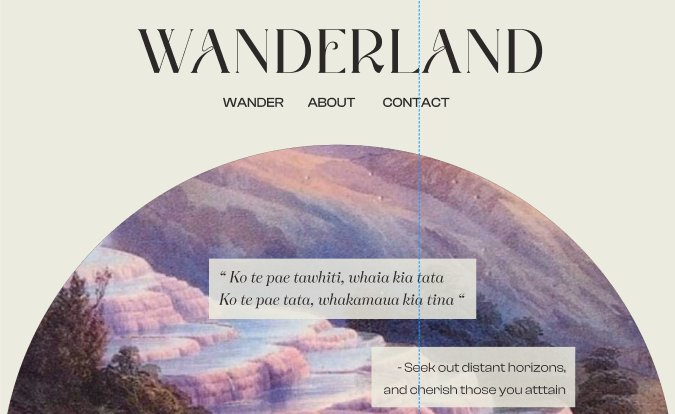 WANDERLAND
WANDER ABOUT CONTACT
“ Ko te pae tawhiti, whaia kia tata
Ko te pae tata, whakamaua kia tina “
- Seek out distant horizons,
and cherish those you atttain